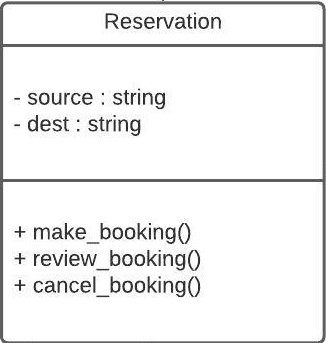 Reservation
- source : string
- dest : string
+ make_booking()
+ review_booking()
+ cancel_booking()